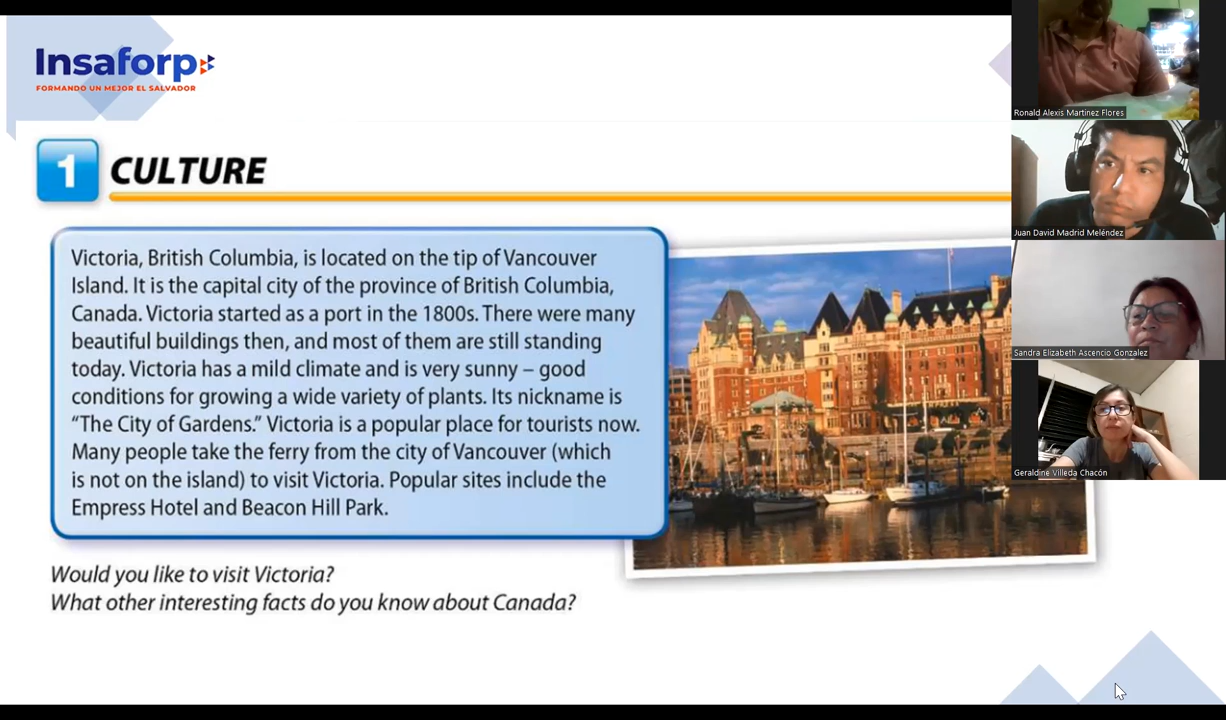 Insaforp
FORMANDO UN MEJOR EL SALVADOR
1 CULTURE
Victoria, British Columbia, is located on the tip of Vancouver
Island. It is the capital city of the province of British Columbia,
Canada. Victoria started as a port in the 1800s. There were many
beautiful buildings then, and most of them are still standing
today. Victoria has a mild climate and is very sunny – good
conditions for growing a wide variety of plants. Its nickname is
“The City of Gardens.” Victoria is a popular place for tourists now.
Many people take the ferry from the city of Vancouver (which
is not on the island) to visit Victoria. Popular sites include the
Empress Hotel and Beacon Hill Park.
Would you like to visit Victoria?
What other interesting facts do you know about Canada?
Ronald Alexis Martinez Flores
Juan David Madrid Meléndez
Sandra Elizabeth Ascencio Gonzalez
Geraldine Villeda Chacón